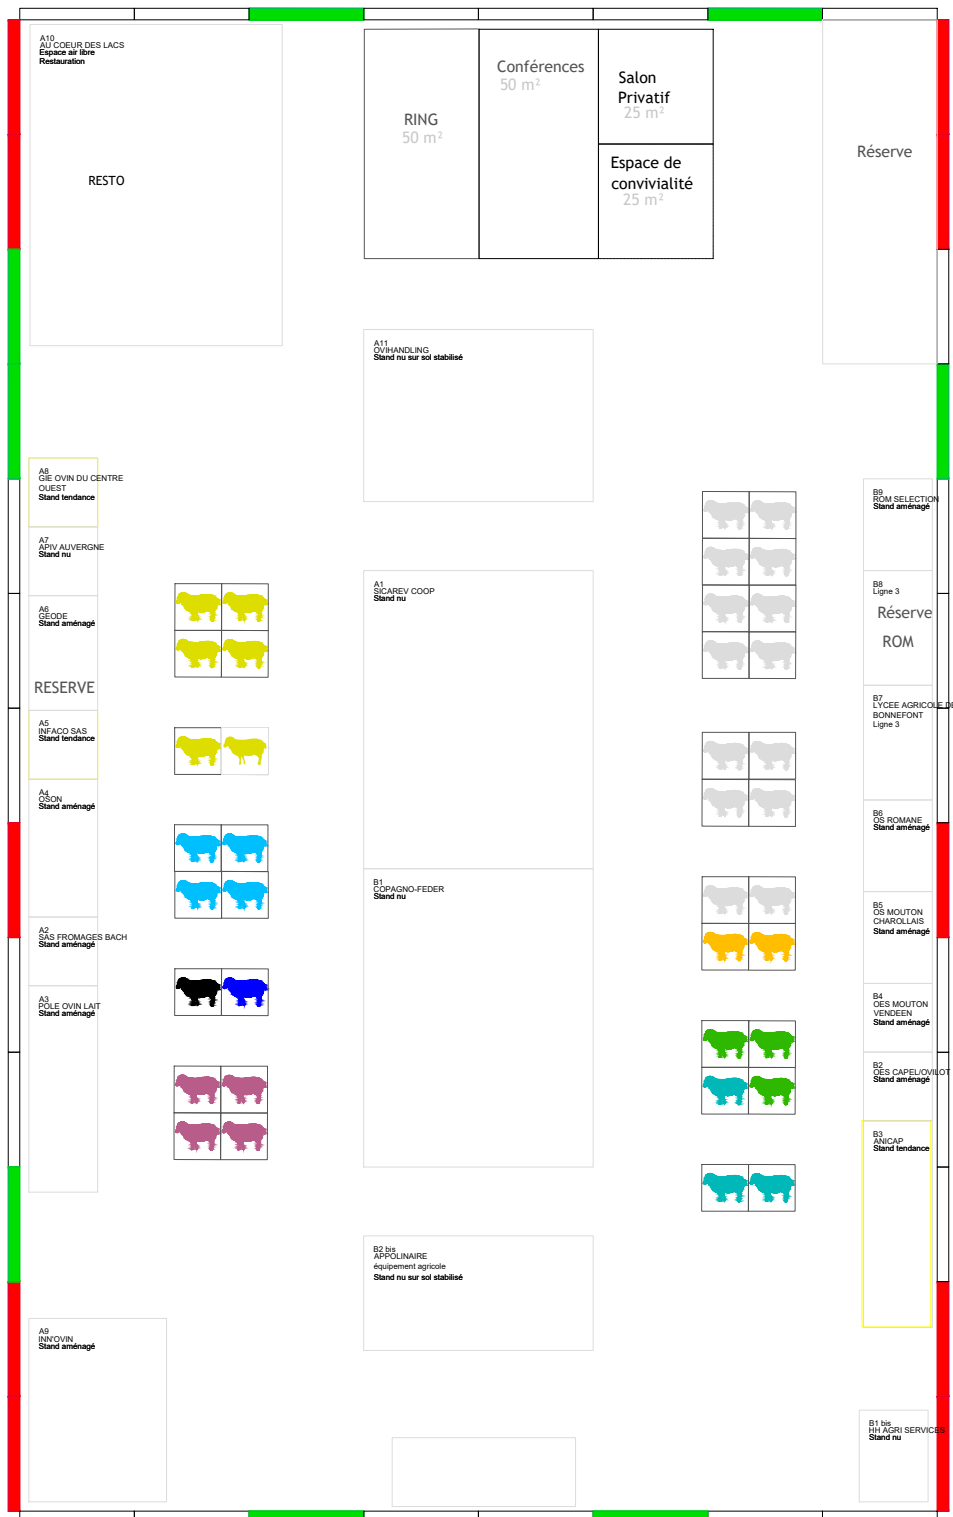 A10
AU COEUR DES LACS
Espace air libre
Restauration
RESTO
RING
50 m²
Conférences
50 m²
Salon
Privatif
25 m²
Espace de
convivialité
25 m²
Réserve
A11
OVIHANDLING
Stand nu sur sol stabilisé
A8
GIE OVIN DU CENTRE
OUEST
Stand tendance
A7
APIV AUVERGNE
Stand nu
A6
GEODE
Stand aménagé
RESERVE
A5
INFACO SAS
Stand tendance
A4
OSON
Stand aménagé
A2
SAS FROMAGES BACH
Stand aménagé
A3
POLE OVIN LAIT
Stand aménagé
A9
INN'OVIN
Stand aménagé
A1
SICAREV COOP
Stand nu
B1
COPAGNO-FEDER
Stand nu
B2 bis
APPOLINAIRE
équipement agricole
Stand nu sur sol stabilisé
B9
ROM SELECTION
Stand aménagé
B8
Ligne 3
Réserve
ROM
B7
LYCEE AGRICOLE DE
BONNEFONT
Ligne 3
B6
OS ROMANE
Stand aménagé
B5
OS MOUTON
CHAROLLAIS
Stand aménagé
B4
OES MOUTON
VENDEEN
Stand aménagé
B2
OES CAPEL/OVILOT
Stand aménagé
B3
ANICAP
Stand tendance
B1 bis
HH AGRI SERVICES
Stand nu